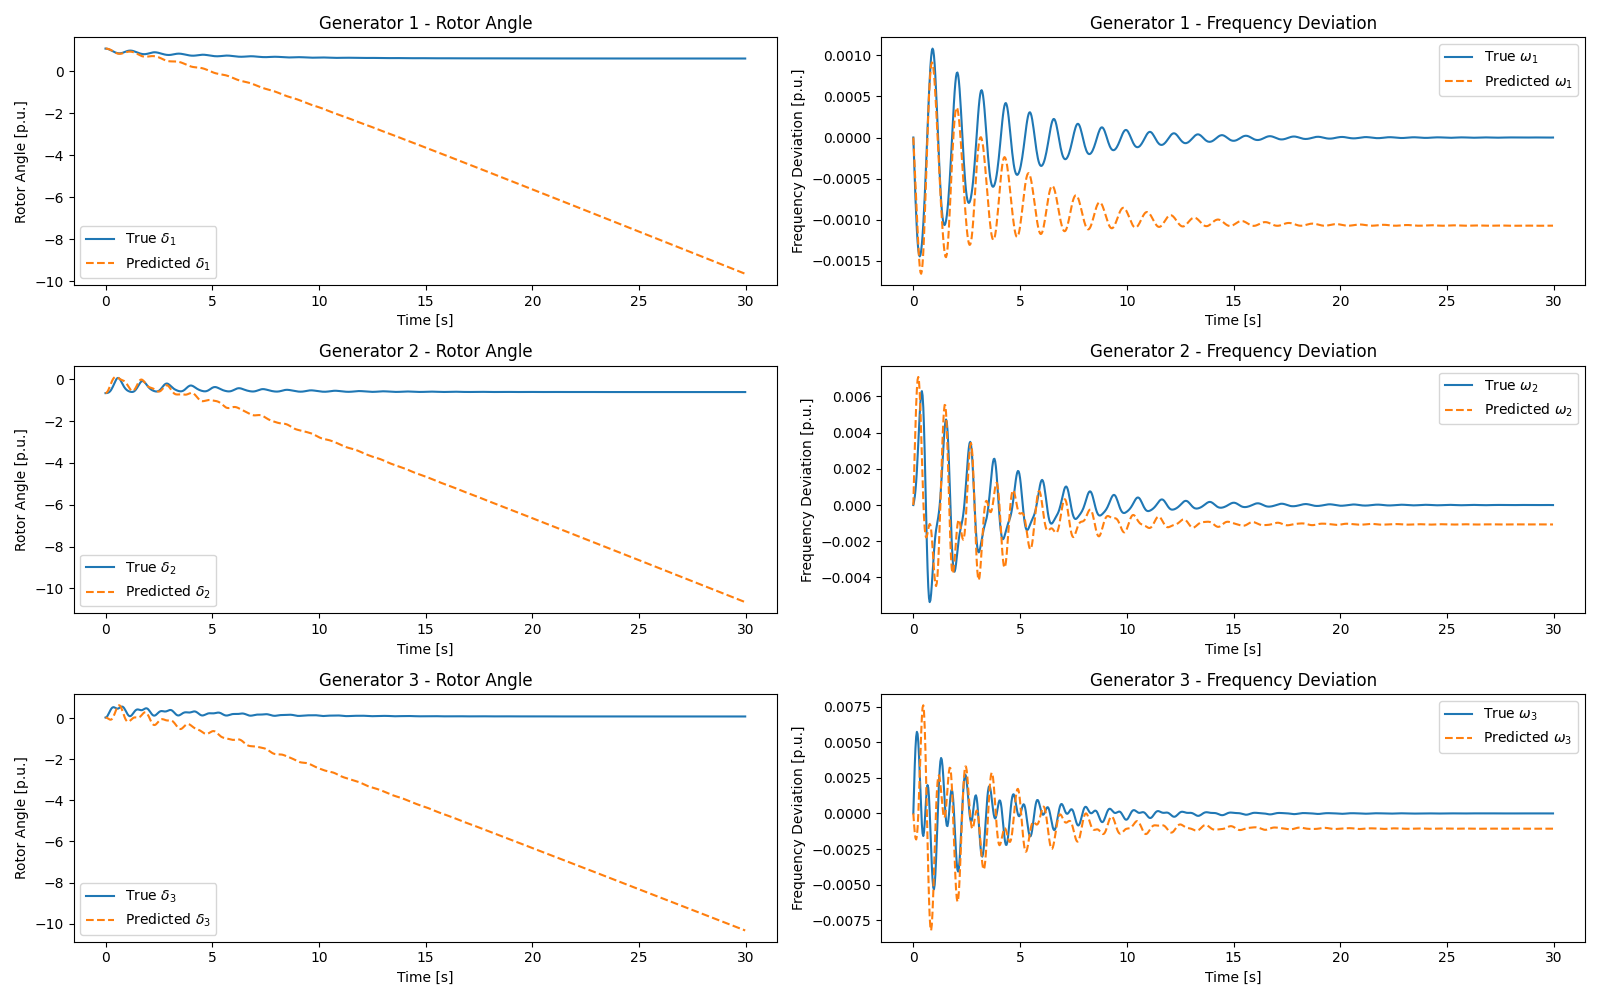 Generator 1 - Rotor Angle
Rotor Angle [p.u.]
0
−2
−4
−6
−8
−10
True δ1
Predicted δ1
0 5 10 15 20 25 30
Time [s]
Generator 1 - Frequency Deviation
Frequency Deviation [p.u.]
0.0010
0.0005
0.0000
−0.0005
−0.0010
−0.0015
True ω1
Predicted ω1
0 5 10 15 20 25 30
Time [s]
Generator 2 - Rotor Angle
Rotor Angle [p.u.]
0
−2
−4
−6
−8
−10
True δ2
Predicted δ2
0 5 10 15 20 25 30
Time [s]
Generator 2 - Frequency Deviation
Frequency Deviation [p.u.]
0.006
0.004
0.002
0.000
−0.002
−0.004
True ω2
Predicted ω2
0 5 10 15 20 25 30
Time [s]
Generator 3 - Rotor Angle
Rotor Angle [p.u.]
0
−2
−4
−6
−8
−10
True δ3
Predicted δ3
0 5 10 15 20 25 30
Time [s]
Generator 3 - Frequency Deviation
Frequency Deviation [p.u.]
0.0075
0.0050
0.0025
0.0000
−0.0025
−0.0050
−0.0075
True ω3
Predicted ω3
0 5 10 15 20 25 30
Time [s]